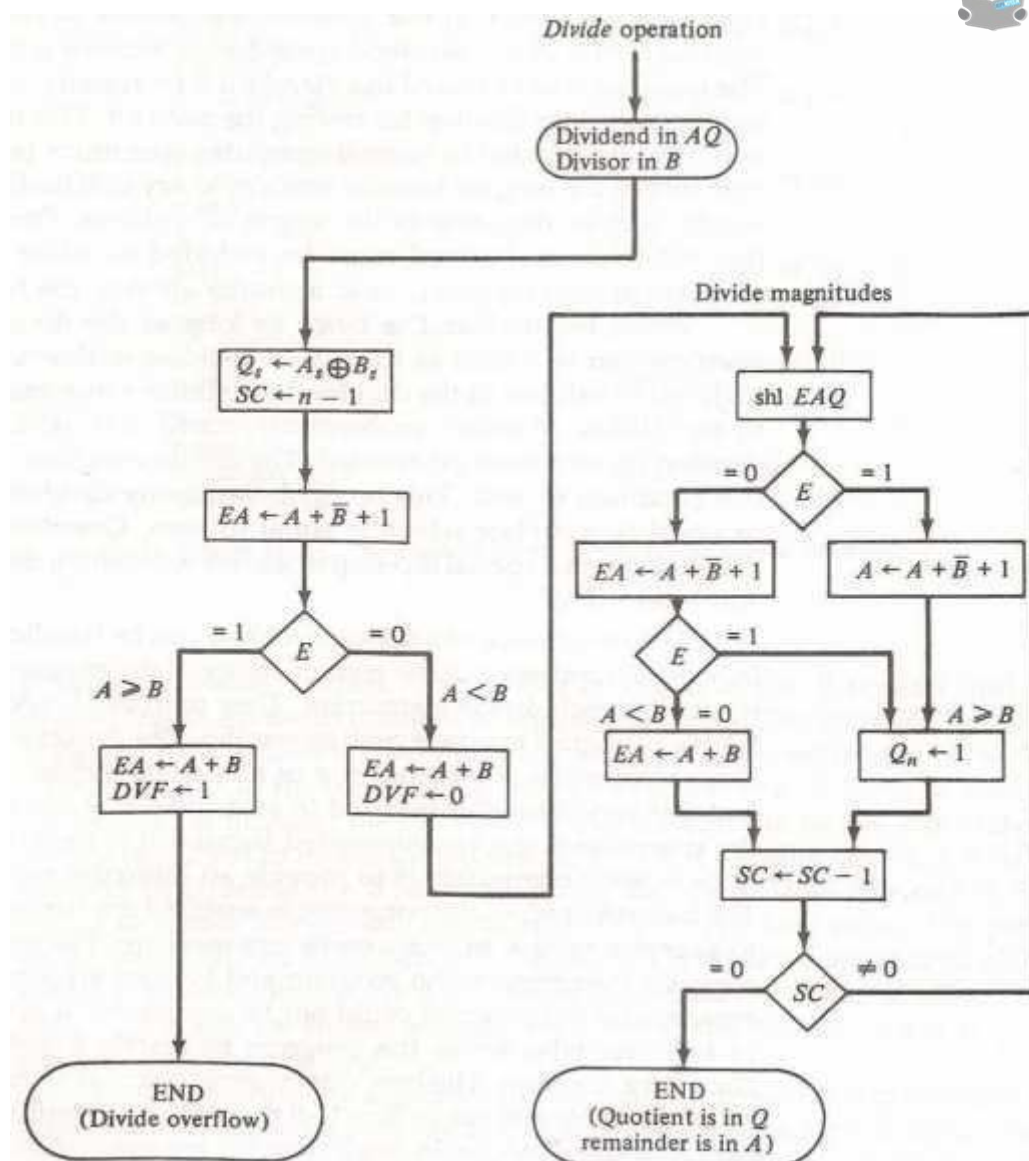 Divide operation
Dividend in AQ
Divisor in B
Qs ← As ⊕ Bs
SC ← n − 1
EA ← A + B̅ + 1
E
= 1
= 0
A ⩾ B
A < B
EA ← A + B
DVF ← 1
EA ← A + B
DVF ← 0
END
(Divide overflow)
Divide magnitudes
shl EAQ
E
= 0
= 1
EA ← A + B̅ + 1
A ← A + B̅ + 1
E
= 1
A < B
= 0
A ⩾ B
EA ← A + B
Qn ← 1
SC ← SC − 1
= 0
≠ 0
SC
END
(Quotient is in Q
remainder is in A)